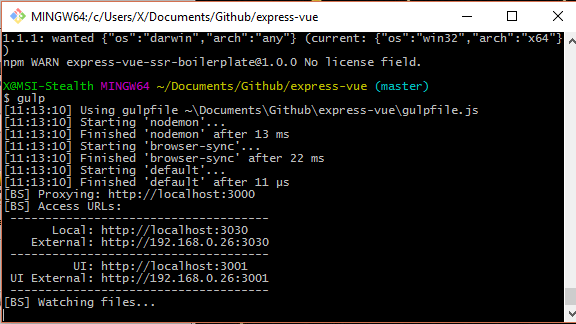 MINGW64:/c/Users/X/Documents/Github/express-vue
1.1.1: wanted {"os":"darwin","arch":"any"} (current: {"os":"win32","arch":"x64"}
)
npm WARN express-vue-ssr-boilerplate@1.0.0 No license field.
X@MSI-Stealth MINGW64 ~/Documents/Github/express-vue (master)
$ gulp
[11:13:10] Using gulpfile ~\Documents\Github\express-vue\gulpfile.js
[11:13:10] Starting 'nodemon'...
[11:13:10] Finished 'nodemon' after 13 ms
[11:13:10] Starting 'browser-sync'...
[11:13:10] Finished 'browser-sync' after 22 ms
[11:13:10] Starting 'default'...
[11:13:10] Finished 'default' after 11 μs
[BS] Proxying: http://localhost:3000
[BS] Access URLs:
-------------------------------------
Local: http://localhost:3030
External: http://192.168.0.26:3030
-------------------------------------
UI: http://localhost:3001
UI External: http://192.168.0.26:3001
-------------------------------------
[BS] Watching files...